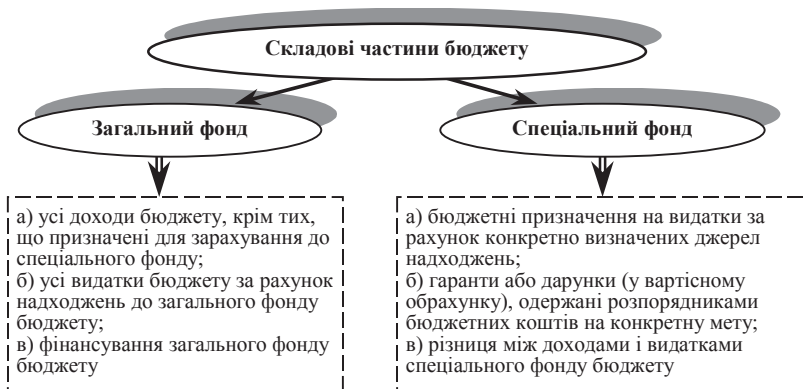 Складові частини бюджету
Загальний фонд
Спеціальний фонд
а) усі доходи бюджету, крім тих,
що призначені для зарахування до
спеціального фонду;
б) усі видатки бюджету за рахунок
надходжень до загального фонду
бюджету;
в) фінансування загального фонду
бюджету
а) бюджетні призначення на видатки за
рахунок конкретно визначених джерел
надходжень;
б) гаранти або дарунки (у вартісному
обрахунку), одержані розпорядниками
бюджетних коштів на конкретну мету;
в) різниця між доходами і видатками
спеціального фонду бюджету